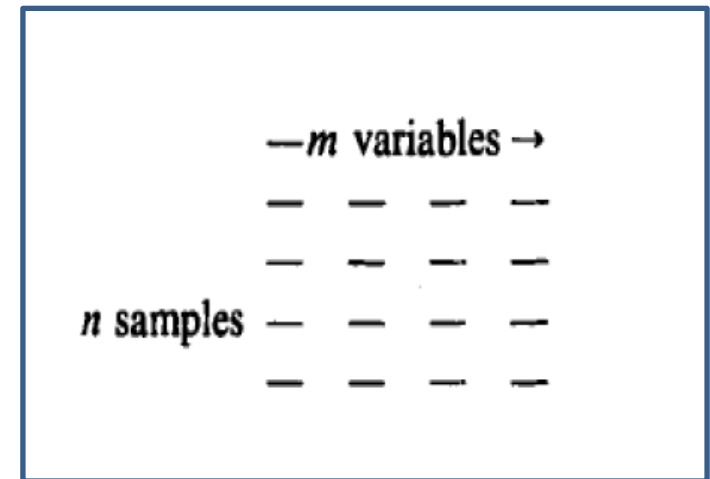 —m variables →
— — — —
— — — —
n samples — — — —
— — — —